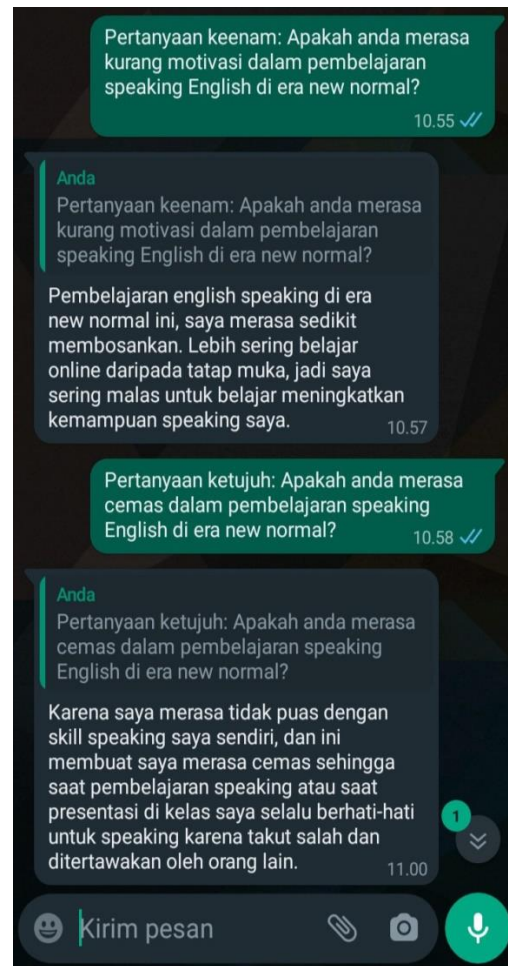 Pertanyaan keenam: Apakah anda merasa
kurang motivasi dalam pembelajaran
speaking English di era new normal?
10.55
Anda
Pertanyaan keenam: Apakah anda merasa
kurang motivasi dalam pembelajaran
speaking English di era new normal?
Pembelajaran english speaking di era
new normal ini, saya merasa sedikit
membosankan. Lebih sering belajar
online daripada tatap muka, jadi saya
sering malas untuk belajar meningkatkan
kemampuan speaking saya.
10.57
Pertanyaan ketujuh: Apakah anda merasa
cemas dalam pembelajaran speaking
English di era new normal?
10.58
Anda
Pertanyaan ketujuh: Apakah anda merasa
cemas dalam pembelajaran speaking
English di era new normal?
Karena saya merasa tidak puas dengan
skill speaking saya sendiri, dan ini
membuat saya merasa cemas sehingga
saat pembelajaran speaking atau saat
presentasi di kelas saya selalu berhati-hati
untuk speaking karena takut salah dan
ditertawakan oleh orang lain.
11.00
1
Kirim pesan